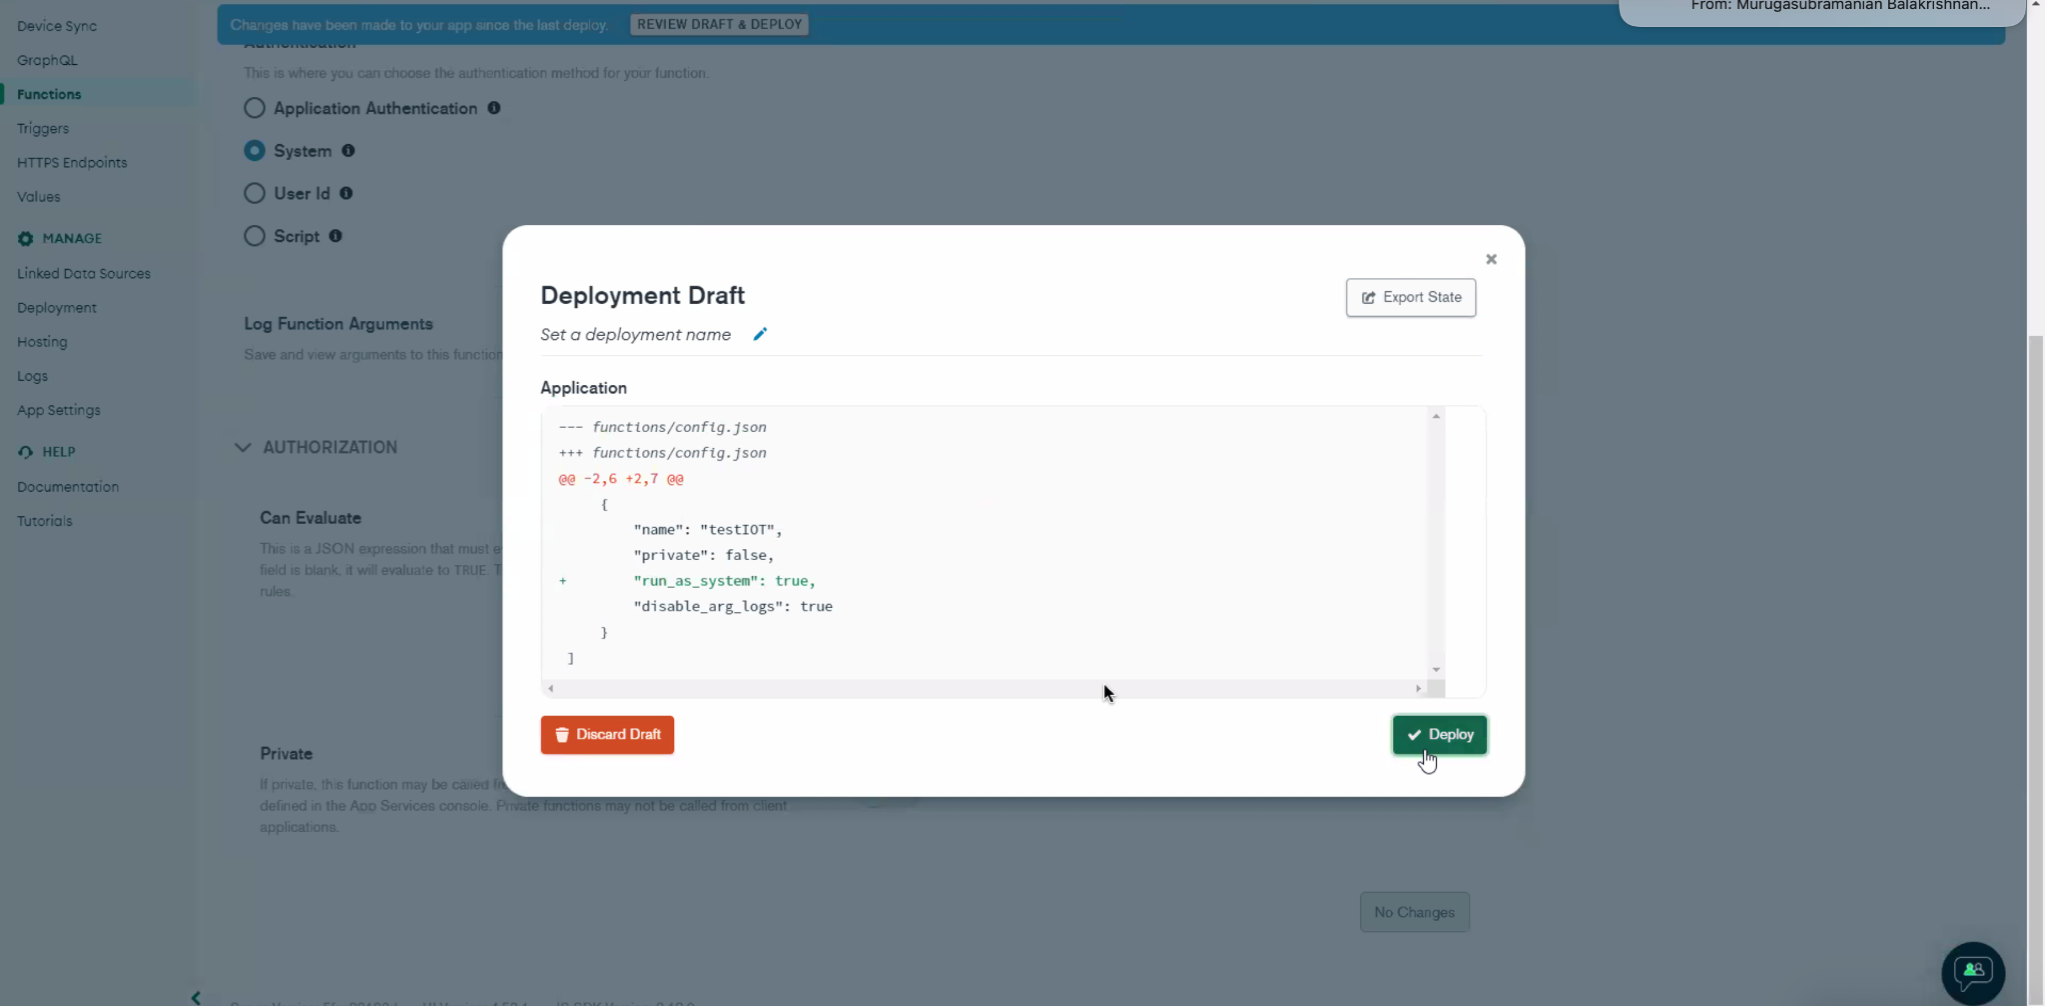 From: Murugasubramanian Balakrishnan...
Changes have been made to your app since the last deploy. REVIEW DRAFT & DEPLOY
Device Sync
GraphQL
Functions
Triggers
HTTPS Endpoints
Values
MANAGE
Linked Data Sources
Deployment
Hosting
Logs
App Settings
HELP
Documentation
Tutorials
Authentication
This is where you can choose the authentication method for your function.
Application Authentication
System
User Id
Script
Log Function Arguments
Save and view arguments to this function
AUTHORIZATION
Can Evaluate
This is a JSON expression that must
field is blank, it will evaluate to TRUE.
rules.
Private
If private, this function may be called
defined in the App Services console. Private functions may not be called from client
applications.
No Changes
Deployment Draft
Export State
Set a deployment name
Application
--- functions/config.json
+++ functions/config.json
@@ -2,6 +2,7 @@
{
"name": "testIOT",
"private": false,
+ "run_as_system": true,
"disable_arg_logs": true
}
]
Discard Draft
Deploy